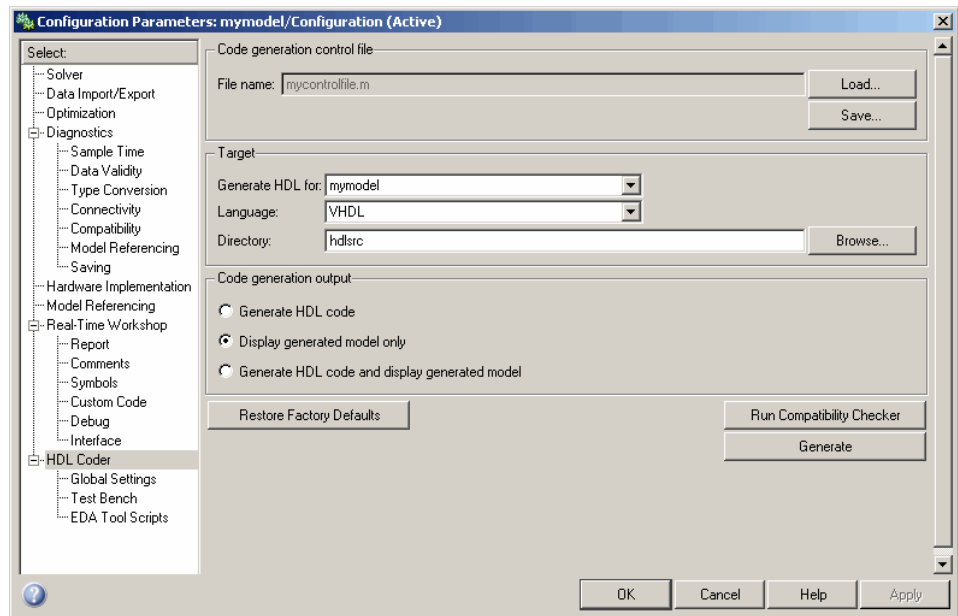 Configuration Parameters: mymodel/Configuration (Active)
Select:
Solver
Data Import/Export
Optimization
Diagnostics
Sample Time
Data Validity
Type Conversion
Connectivity
Compatibility
Model Referencing
Saving
Hardware Implementation
Model Referencing
Real-Time Workshop
Report
Comments
Symbols
Custom Code
Debug
Interface
HDL Coder
Global Settings
Test Bench
EDA Tool Scripts
Code generation control file
File name: mycontrolfile.m
Load...
Save...
Target
Generate HDL for: mymodel
Language: VHDL
Directory: hdlsrc
Browse...
Code generation output
Generate HDL code
Display generated model only
Generate HDL code and display generated model
Restore Factory Defaults
Run Compatibility Checker
Generate
OK
Cancel
Help
Apply